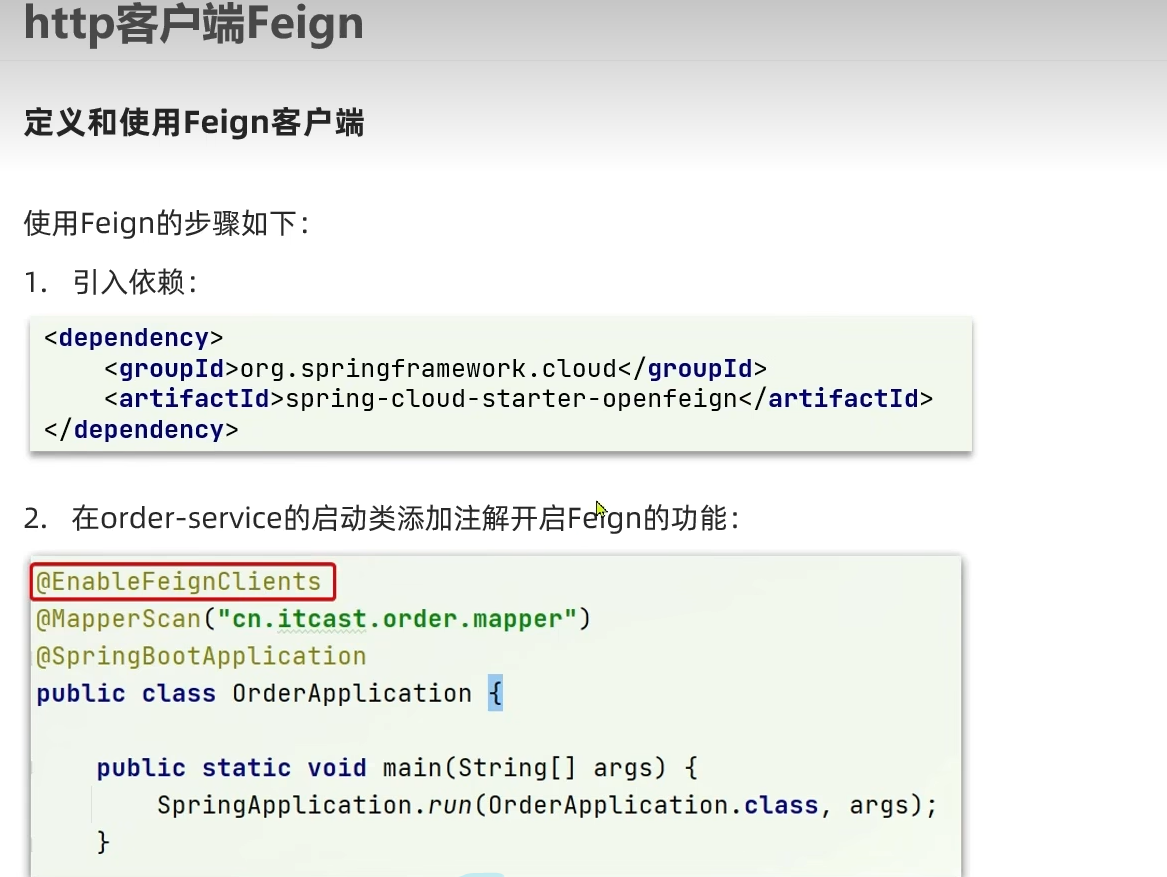 http客户端Feign
定义和使用Feign客户端
使用Feign的步骤如下：
1. 引入依赖：
<dependency>
    <groupId>org.springframework.cloud</groupId>
    <artifactId>spring-cloud-starter-openfeign</artifactId>
</dependency>
2. 在order-service的启动类添加注解开启Feign的功能：
@EnableFeignClients
@MapperScan("cn.itcast.order.mapper")
@SpringBootApplication
public class OrderApplication {
    public static void main(String[] args) {
        SpringApplication.run(OrderApplication.class, args);
    }